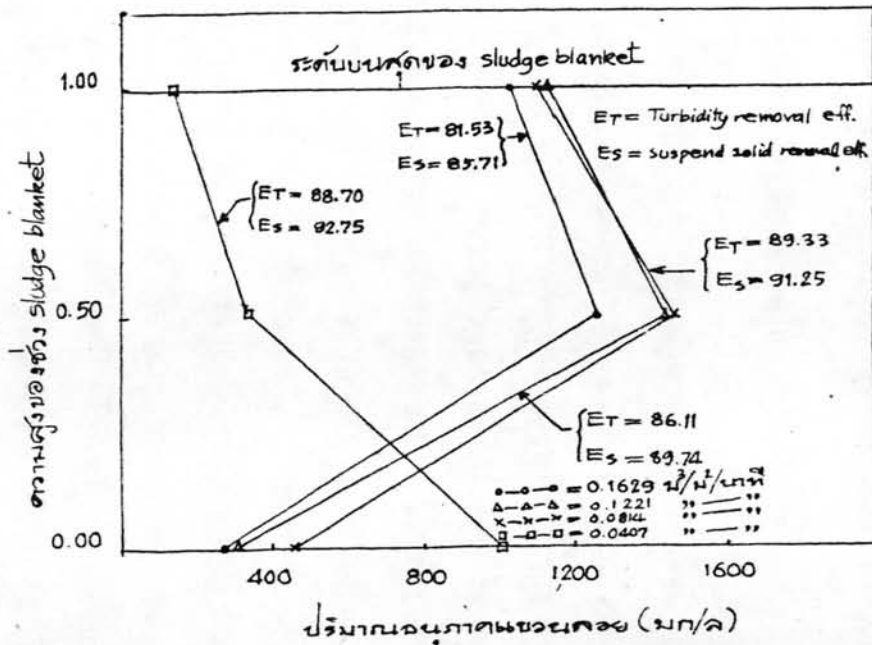 ระดับบนสุดของ sludge blanket
1.00
ET = Turbidity removal eff.
ES = suspend solid removal eff.
ET = 81.53
ES = 85.71
ET = 88.70
ES = 92.75
ET = 89.33
ES = 91.25
0.50
ความสูงของช่วง sludge blanket
ET = 86.11
ES = 89.74
= 0.1629 ม³/ม²/นาที
= 0.1221 " — " — "
= 0.0814 " — " — "
= 0.0407 " — " — "
0.00
400
800
1200
1600
ปริมาณอนุภาคแขวนลอย (มก/ล)